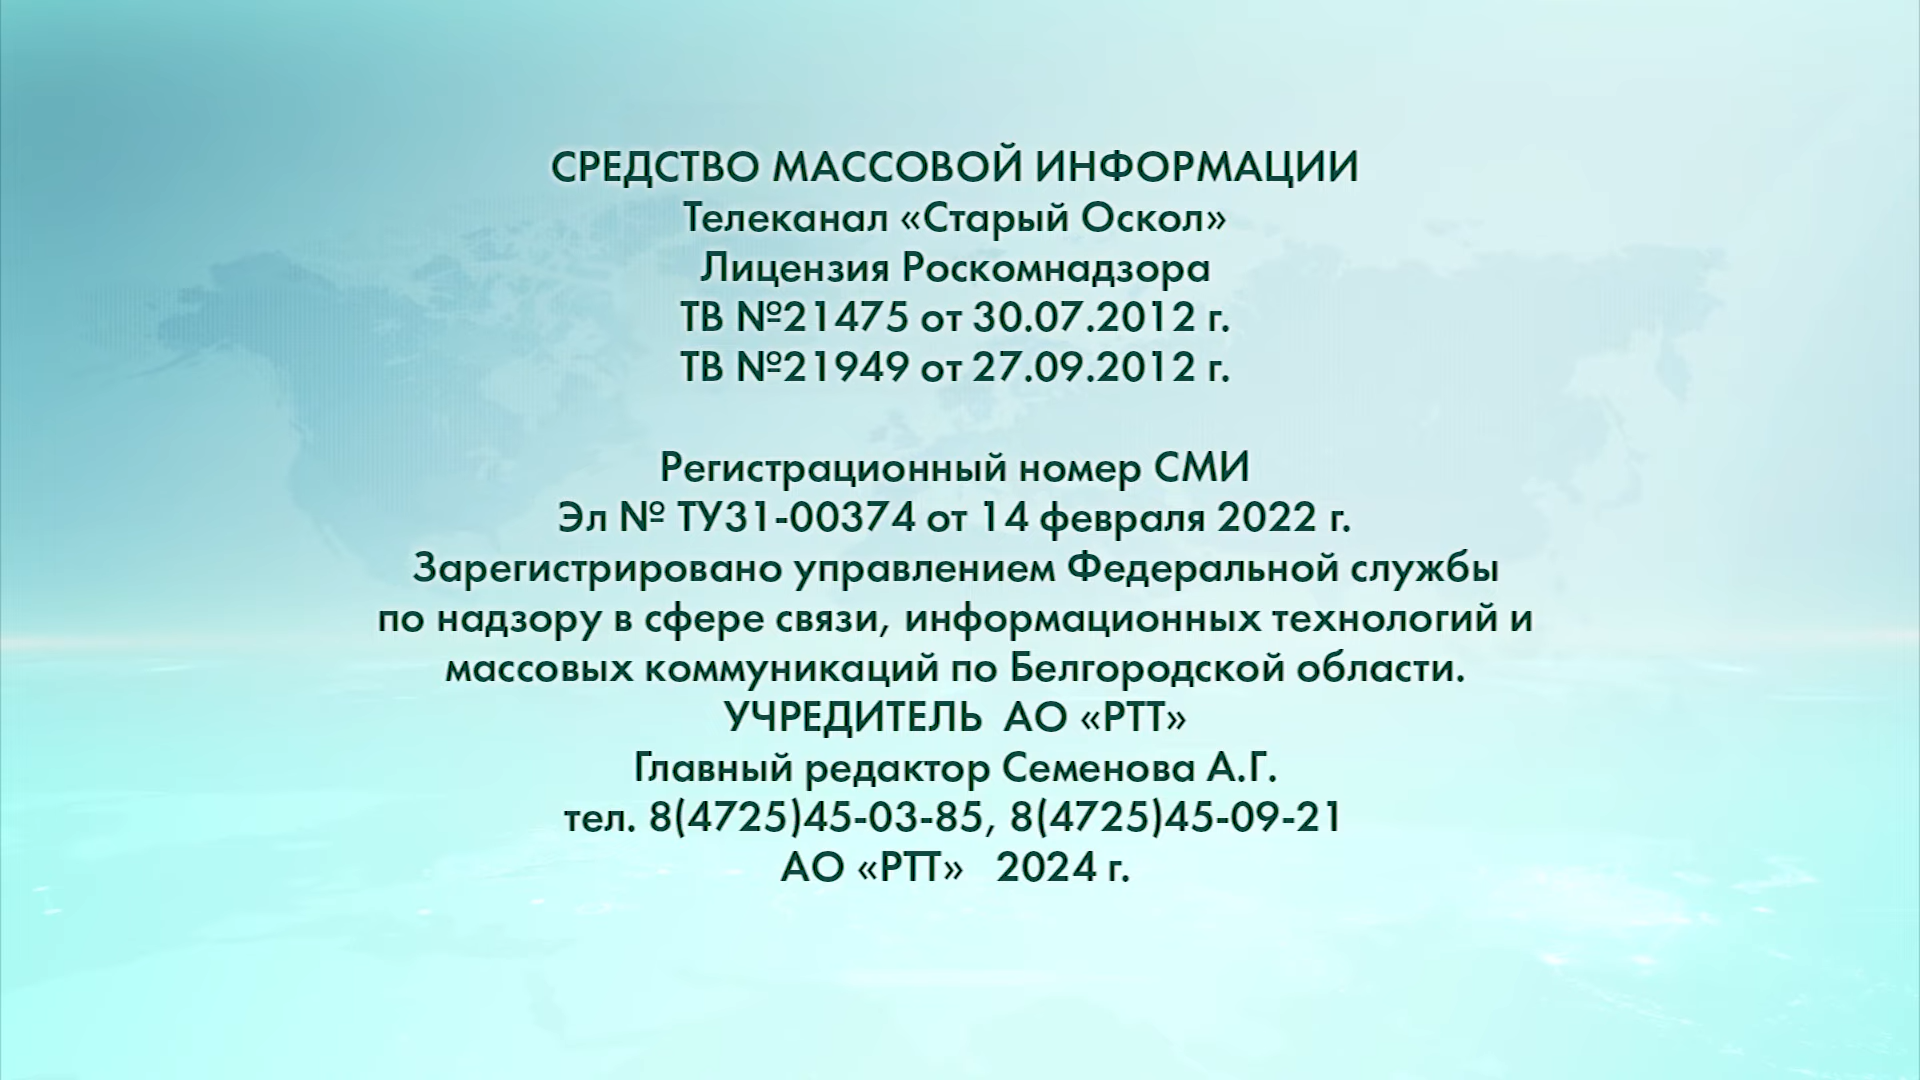 СРЕДСТВО МАССОВОЙ ИНФОРМАЦИИ
Телеканал «Старый Оскол»
Лицензия Роскомнадзора
ТВ №21475 от 30.07.2012 г.
ТВ №21949 от 27.09.2012 г.
Регистрационный номер СМИ
Эл № ТУ31-00374 от 14 февраля 2022 г.
Зарегистрировано управлением Федеральной службы
по надзору в сфере связи, информационных технологий и
массовых коммуникаций по Белгородской области.
УЧРЕДИТЕЛЬ АО «РТТ»
Главный редактор Семенова А.Г.
тел. 8(4725)45-03-85, 8(4725)45-09-21
АО «РТТ» 2024 г.